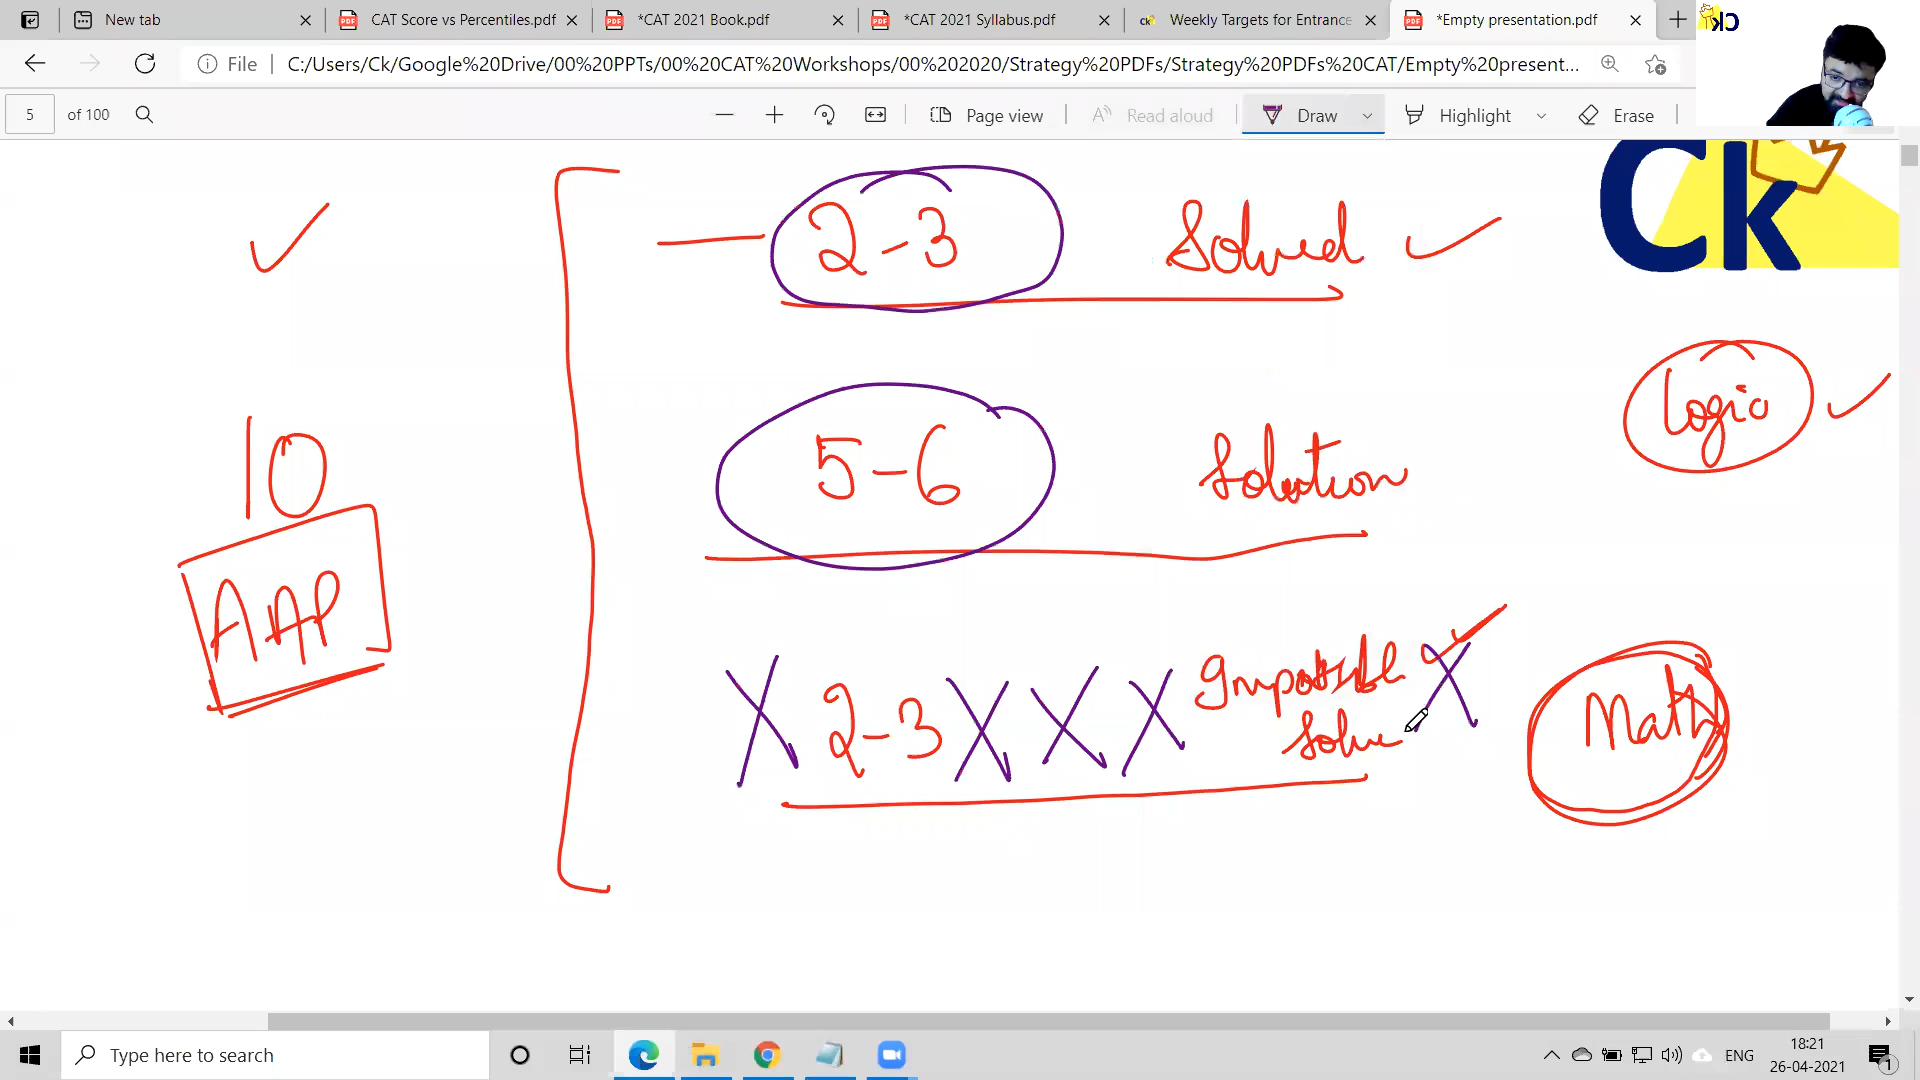 New tab
CAT Score vs Percentiles.pdf
*CAT 2021 Book.pdf
*CAT 2021 Syllabus.pdf
Weekly Targets for Entrance
*Empty presentation.pdf
Ck
File
C:/Users/Ck/Google%20Drive/00%20PPTs/00%20CAT%20Workshops/00%202020/Strategy%20PDFs/Strategy%20PDFs%20CAT/Empty%20present...
5 of 100
Page view
Read aloud
Draw
Highlight
Erase
Ck
2-3 Solved
Logic
10
5-6 Solution
AAP
2-3 Impossible
Solve
Math
Type here to search
ENG
18:21
26-04-2021
1